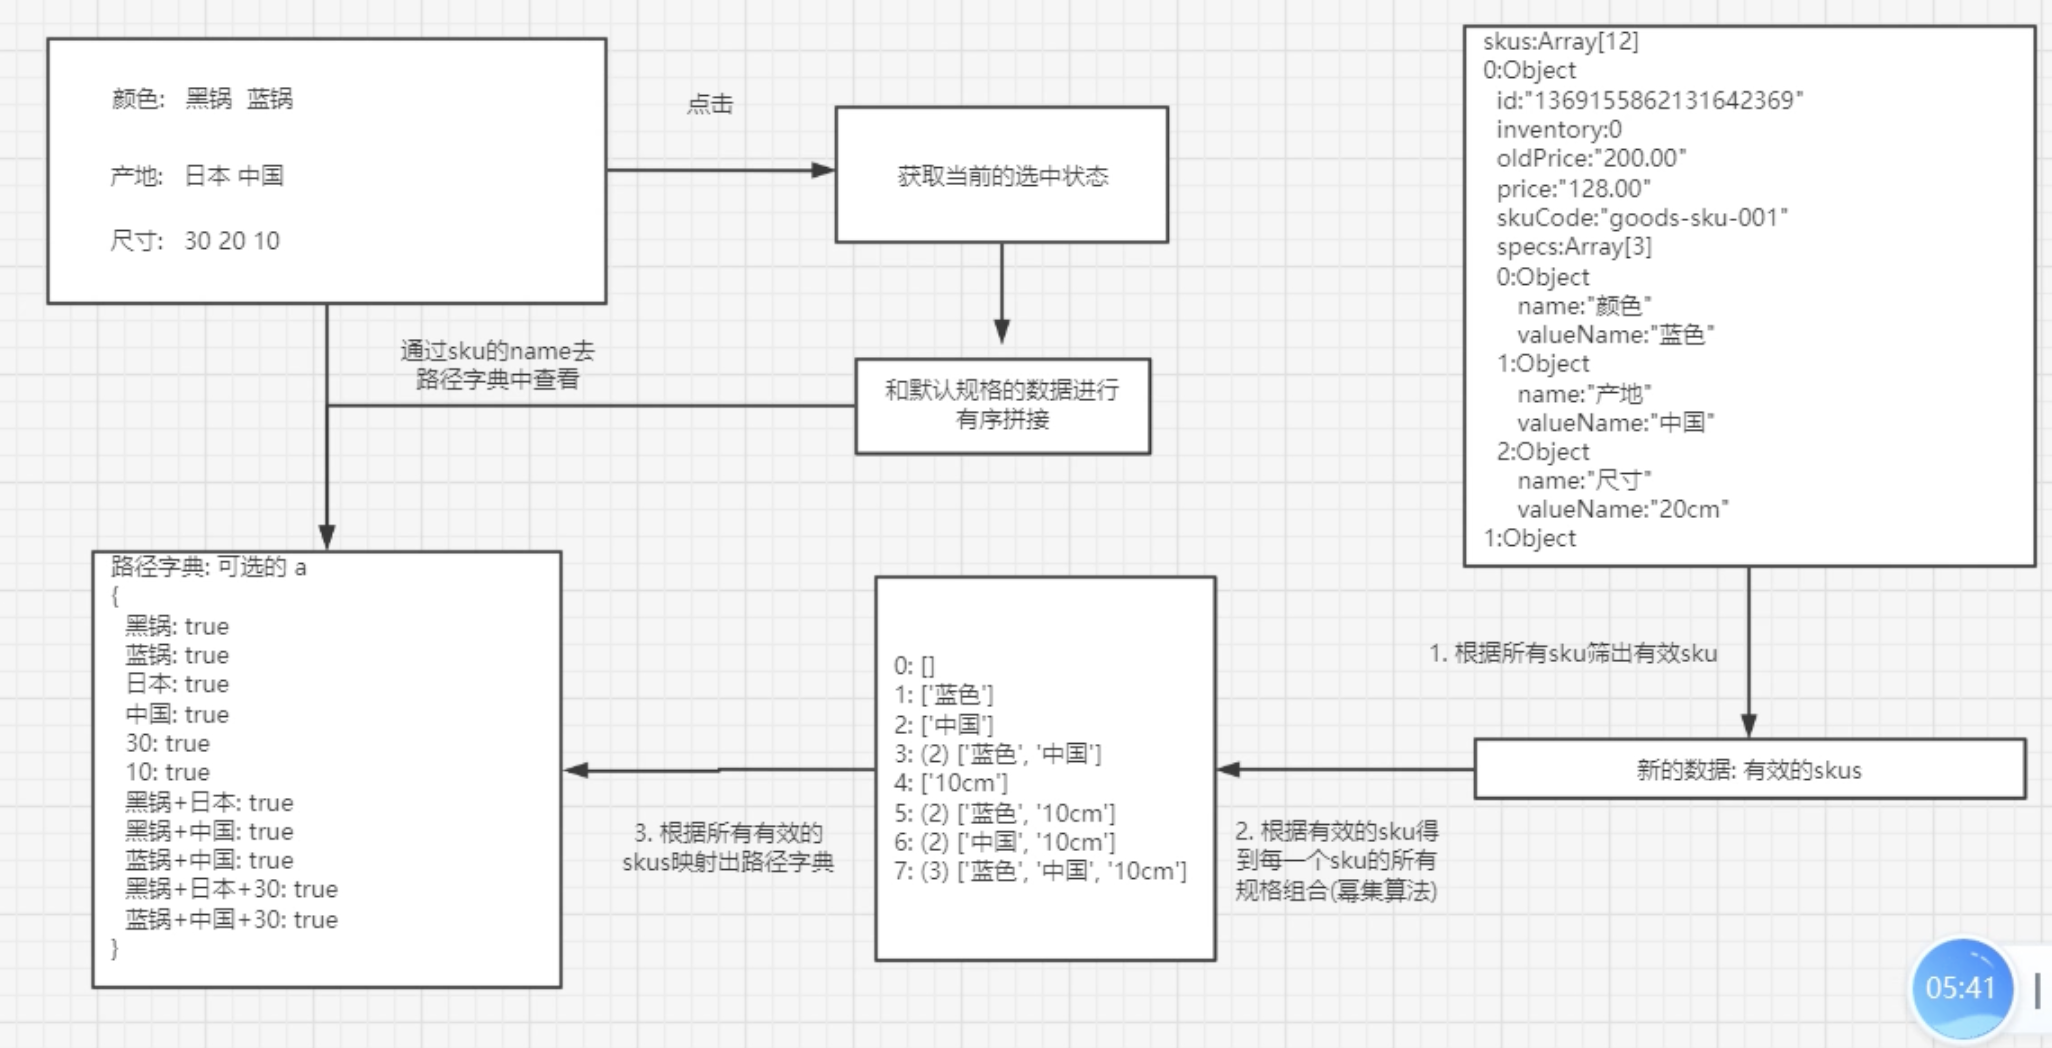 颜色: 黑锅 蓝锅
产地: 日本 中国
尺寸: 30 20 10
点击
获取当前的选中状态
和默认规格的数据进行
有序拼接
通过sku的name去
路径字典中查看
skus:Array[12]
0:Object
id:"1369155862131642369"
inventory:0
oldPrice:"200.00"
price:"128.00"
skuCode:"goods-sku-001"
specs:Array[3]
0:Object
name:"颜色"
valueName:"蓝色"
1:Object
name:"产地"
valueName:"中国"
2:Object
name:"尺寸"
valueName:"20cm"
1:Object
1. 根据所有sku筛出有效sku
新的数据: 有效的skus
2. 根据有效的sku得
到每一个sku的所有
规格组合(幂集算法)
0: []
1: ['蓝色']
2: ['中国']
3: (2) ['蓝色', '中国']
4: ['10cm']
5: (2) ['蓝色', '10cm']
6: (2) ['中国', '10cm']
7: (3) ['蓝色', '中国', '10cm']
3. 根据所有有效的
skus映射出路径字典
路径字典: 可选的 a
{
黑锅: true
蓝锅: true
日本: true
中国: true
30: true
10: true
黑锅+日本: true
黑锅+中国: true
蓝锅+中国: true
黑锅+日本+30: true
蓝锅+中国+30: true
}
05:41